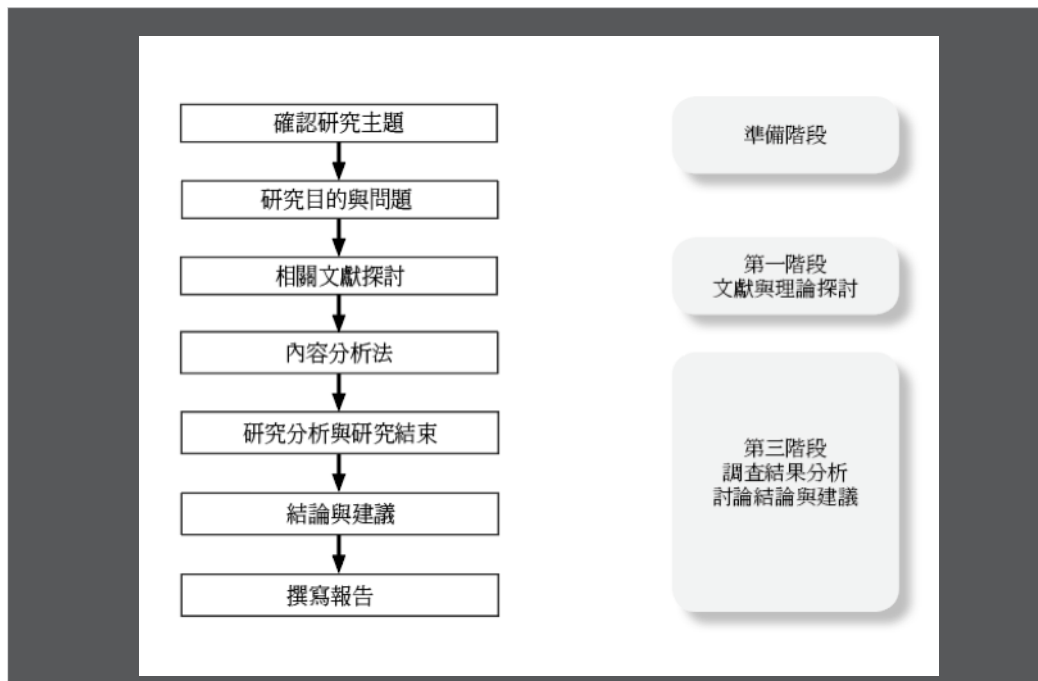 確認研究主題
研究目的與問題
相關文獻探討
內容分析法
研究分析與研究結束
結論與建議
撰寫報告
準備階段
第一階段
文獻與理論探討
第三階段
調查結果分析
討論結論與建議